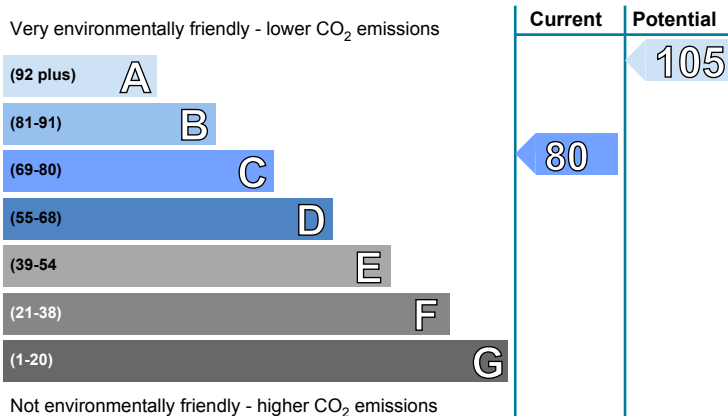 Very environmentally friendly - lower CO2 emissions
Current
Potential
(92 plus) A
105
(81-91) B
(69-80) C
80
(55-68) D
(39-54 E
(21-38) F
(1-20) G
Not environmentally friendly - higher CO2 emissions